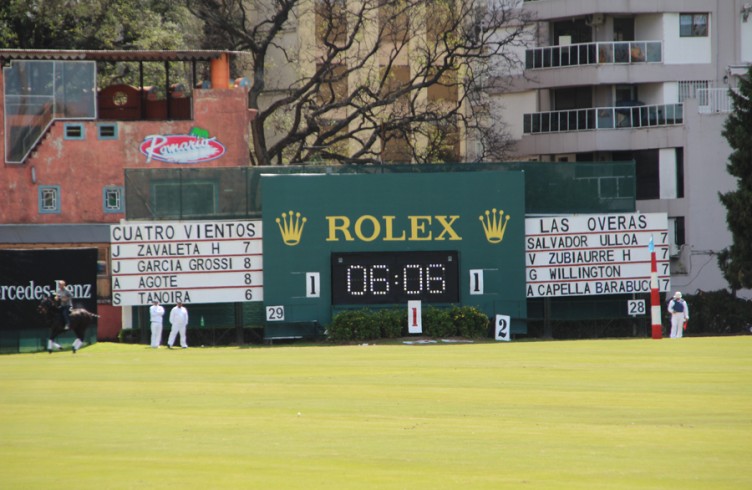 Romario
CUATRO VIENTOS
J ZAVALETA H 7
J GARCIA GROSSI 8
A AGOTE 8
S TANOIRA 6
29
ROLEX
1
06:06
1
1
2
LAS OVERAS
SALVADOR ULLOA 7
V ZUBIAURRE H 7
G WILLINGTON 7
A CAPELLA BARABUCCI 7
28
ercedes-Benz